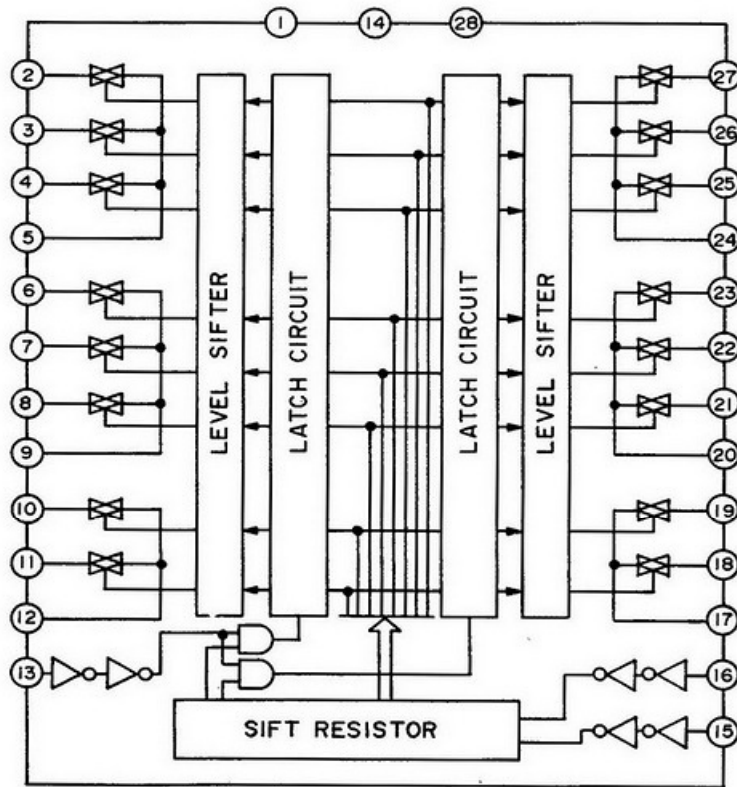 1 14 28
2 27
3 26
4 25
5 24
6 23
7 22
8 21
9 20
10 19
11 18
12 17
13 16
15
LEVEL SIFTER
LATCH CIRCUIT
LATCH CIRCUIT
LEVEL SIFTER
SIFT RESISTOR